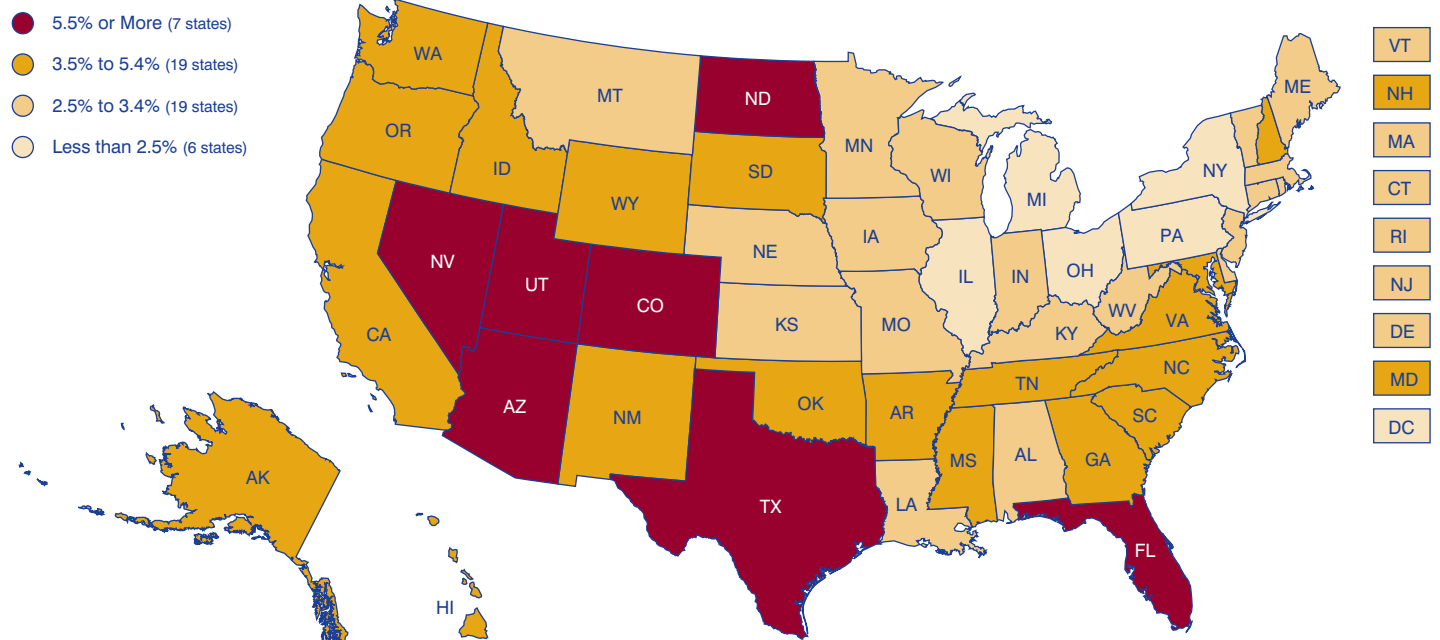 5.5% or More (7 states)
3.5% to 5.4% (19 states)
2.5% to 3.4% (19 states)
Less than 2.5% (6 states)
WA
OR
CA
ID
NV
MT
WY
UT
AZ
CO
NM
ND
SD
NE
KS
OK
TX
MN
IA
MO
AR
LA
WI
IL
MI
IN
OH
KY
TN
MS
AL
GA
FL
SC
NC
VA
WV
PA
NY
ME
AK
HI
VT
NH
MA
CT
RI
NJ
DE
MD
DC